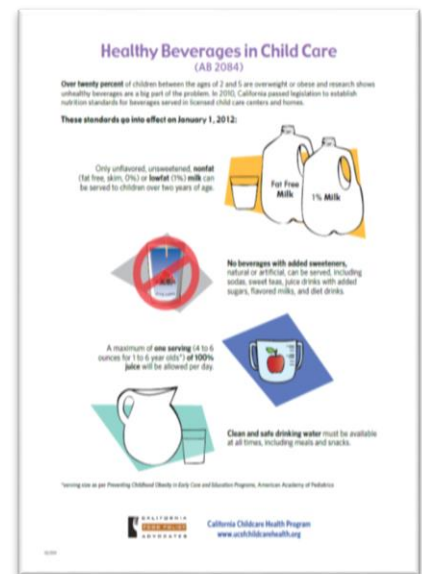 Healthy Beverages in Child Care
(AB 2084)
Over twenty percent of children between the ages of 2 and 5 are overweight or obese and research shows
unhealthy beverages are a big part of the problem. In 2010, California passed legislation to establish
nutrition standards for beverages served in licensed child care centers and homes.
These standards go into effect on January 1, 2012:
Only unflavored, unsweetened, nonfat
(fat free, skim, 0%) or lowfat (1%) milk can
be served to children over two years of age.
Fat Free
Milk
1% Milk
No beverages with added sweeteners,
natural or artificial, can be served, including
sodas, sweet teas, juice drinks with added
sugars, flavored milks, and diet drinks.
A maximum of one serving (4 to 6
ounces for 1 to 6 year olds*) of 100%
juice will be allowed per day.
Clean and safe drinking water must be available
at all times, including meals and snacks.
*serving size as per Preventing Childhood Obesity in Early Care and Education Programs, American Academy of Pediatrics
CALIFORNIA
FOOD POLICY
ADVOCATES
California Childcare Health Program
www.ucsfchildcarehealth.org